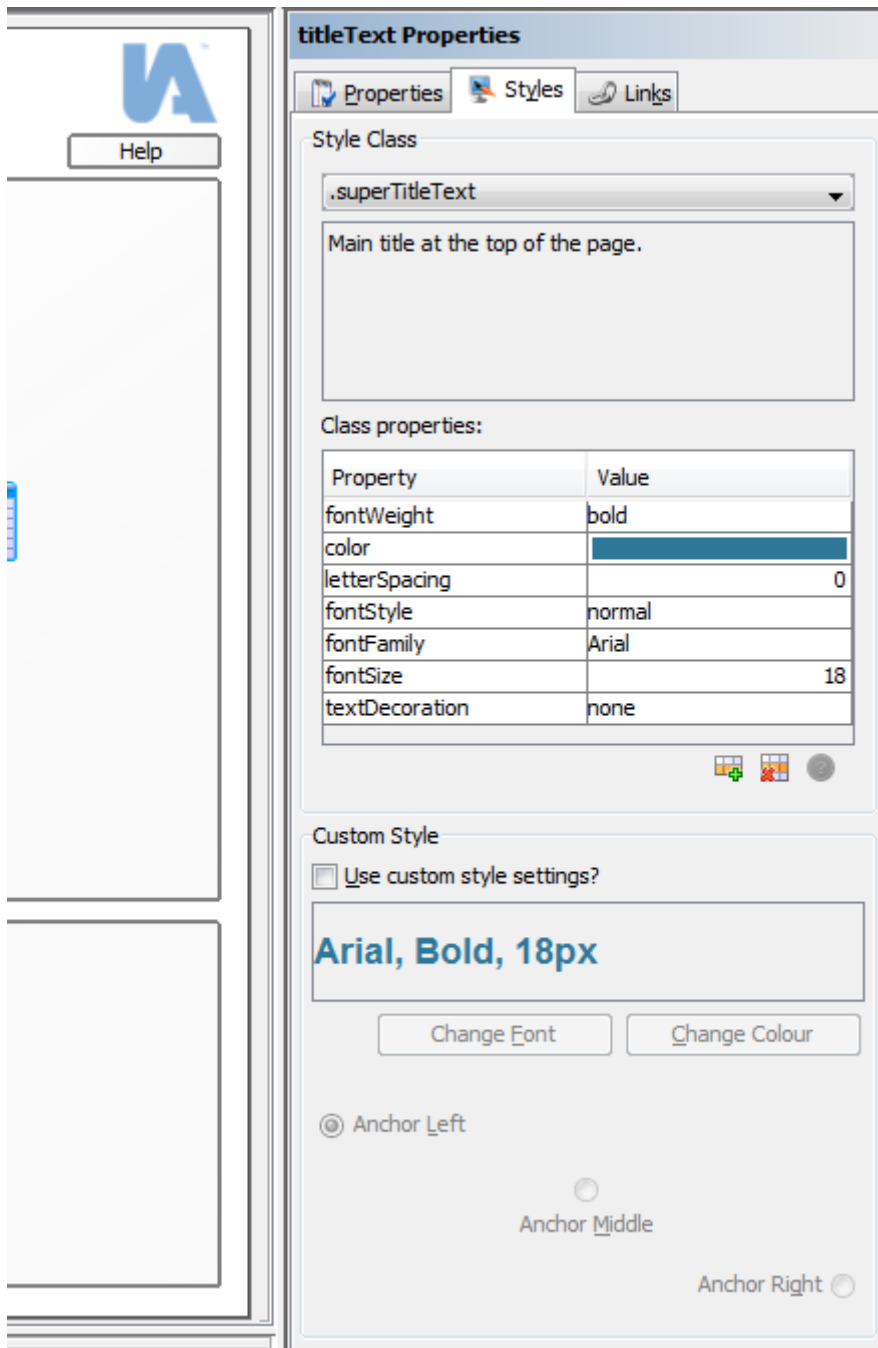 titleText Properties
Properties Styles Links
Help
Style Class
.superTitleText
Main title at the top of the page.
Class properties:
Property Value
fontWeight bold
color
letterSpacing 0
fontStyle normal
fontFamily Arial
fontSize 18
textDecoration none
Custom Style
Use custom style settings?
Arial, Bold, 18px
Change Font Change Colour
Anchor Left
Anchor Middle
Anchor Right